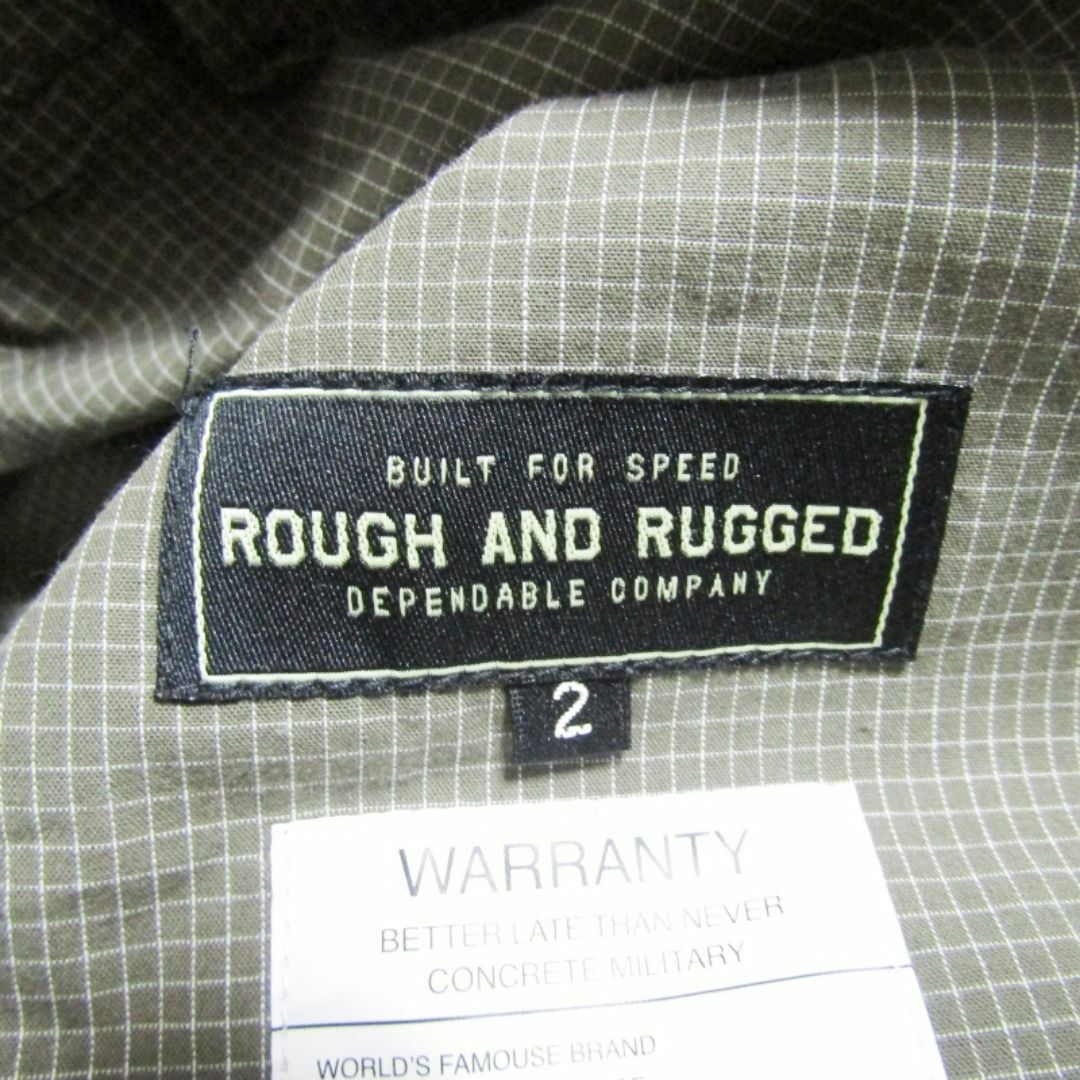 BUILT FOR SPEED
ROUGH AND RUGGED
DEPENDABLE COMPANY
2
WARRANTY
BETTER LATE THAN NEVER
CONCRETE MILITARY
WORLD'S FAMOUSE BRAND